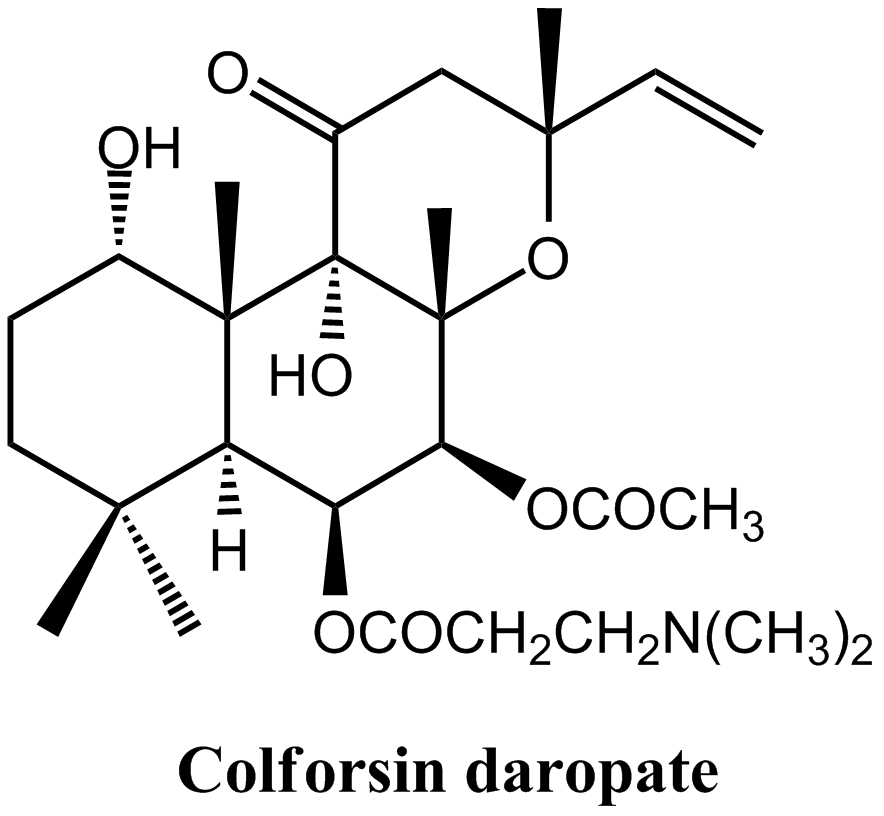 O
OH
O
HO
OCOCH₃
H
OCOCH₂CH₂N(CH₃)₂
Colforsin daropate